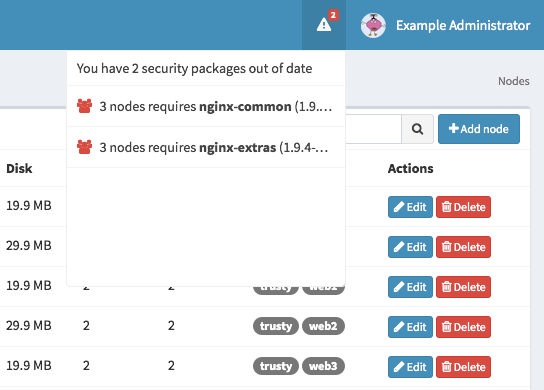 2
Example Administrator
You have 2 security packages out of date
Nodes
3 nodes requires nginx-common (1.9....
Add node
3 nodes requires nginx-extras (1.9.4-...
Disk Actions
19.9 MB Edit Delete
29.9 MB Edit Delete
19.9 MB 2 2 trusty web1 Edit Delete
29.9 MB 2 2 trusty web2 Edit Delete
19.9 MB 2 2 trusty web3 Edit Delete